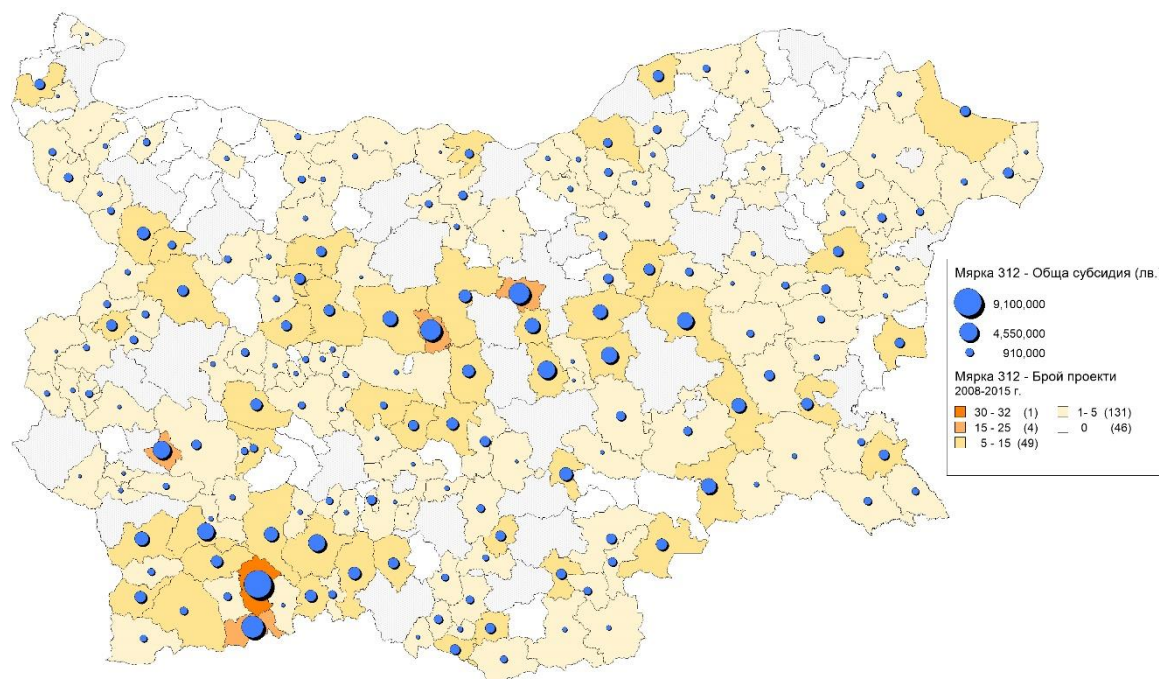 Мярка 312 - Обща субсидия (лв.
9,100,000
4,550,000
910,000
Мярка 312 - Брой проекти
2008-2015 г.
30 - 32 (1)
15 - 25 (4)
5 - 15 (49)
1- 5 (131)
0 (46)